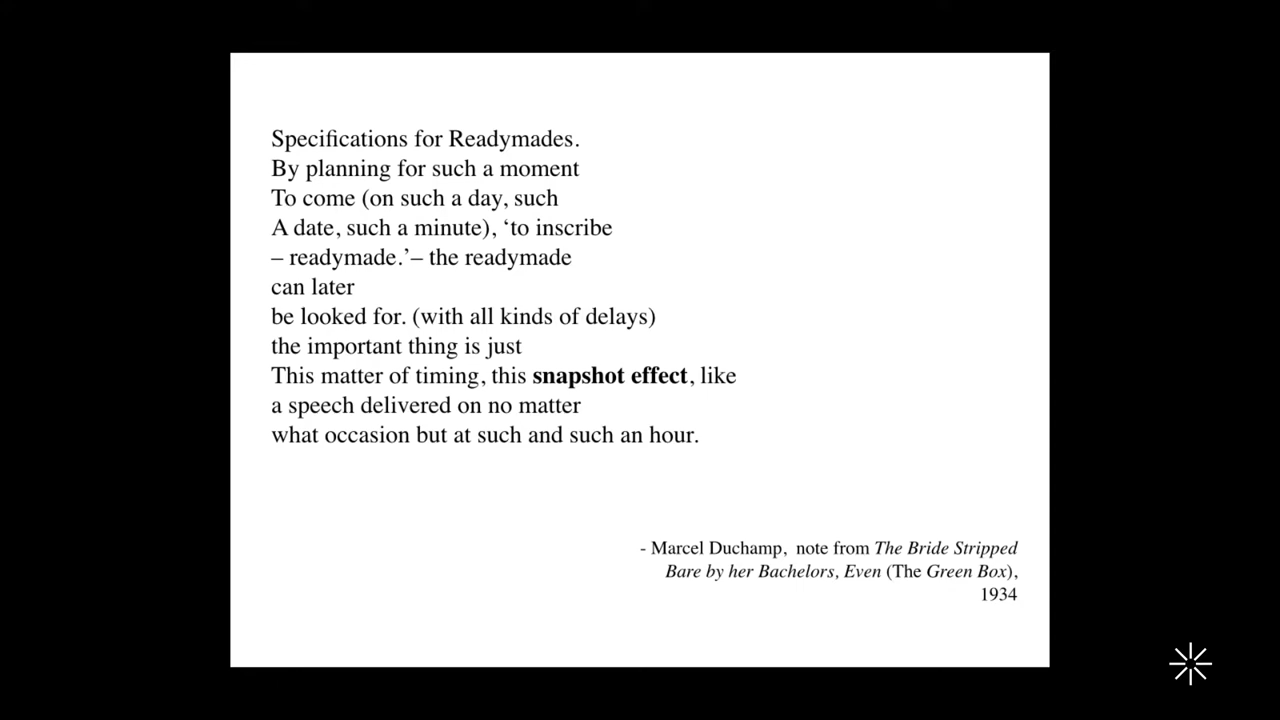 Specifications for Readymades.
By planning for such a moment
To come (on such a day, such
A date, such a minute), ‘to inscribe
– readymade.’– the readymade
can later
be looked for. (with all kinds of delays)
the important thing is just
This matter of timing, this snapshot effect, like
a speech delivered on no matter
what occasion but at such and such an hour.
- Marcel Duchamp, note from The Bride Stripped
Bare by her Bachelors, Even (The Green Box),
1934